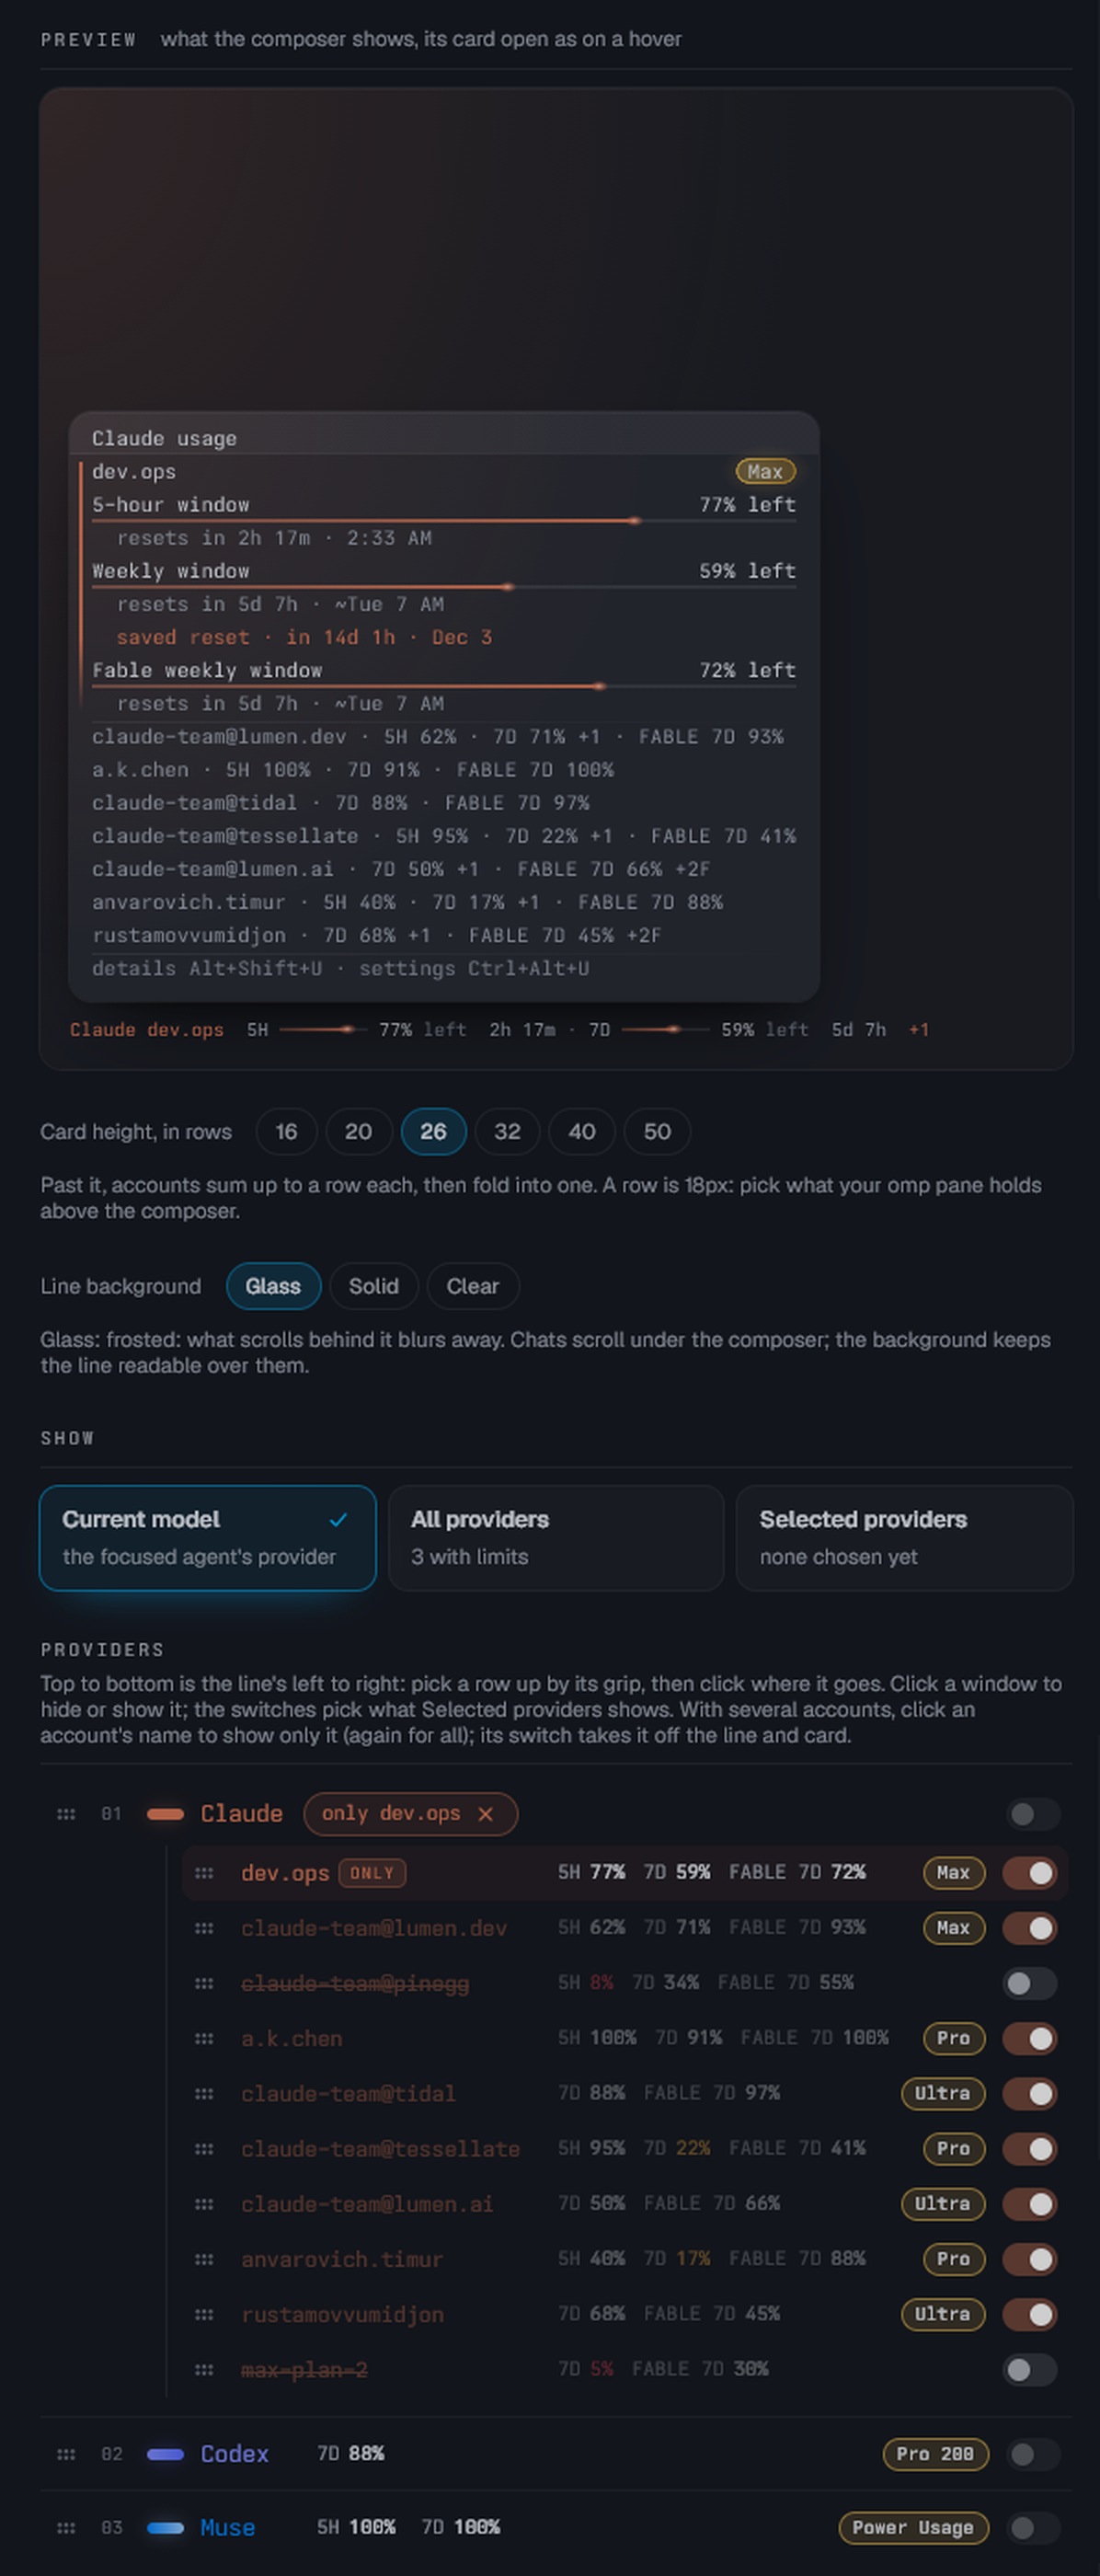 PREVIEW what the composer shows, its card open as on a hover
Claude usage
dev.ops Max
5-hour window 77% left
resets in 2h 17m · 2:33 AM
Weekly window 59% left
resets in 5d 7h · ~Tue 7 AM
saved reset · in 14d 1h · Dec 3
Fable weekly window 72% left
resets in 5d 7h · ~Tue 7 AM
claude-team@lumen.dev · 5H 62% · 7D 71% +1 · FABLE 7D 93%
a.k.chen · 5H 100% · 7D 91% · FABLE 7D 100%
claude-team@tidal · 7D 88% · FABLE 7D 97%
claude-team@tessellate · 5H 95% · 7D 22% +1 · FABLE 7D 41%
claude-team@lumen.ai · 7D 50% +1 · FABLE 7D 66% +2F
anvarovich.timur · 5H 40% · 7D 17% +1 · FABLE 7D 88%
rustamovvumidjon · 7D 68% +1 · FABLE 7D 45% +2F
details Alt+Shift+U · settings Ctrl+Alt+U
Claude dev.ops 5H 77% left 2h 17m · 7D 59% left 5d 7h +1
Card height, in rows 16 20 26 32 40 50
Past it, accounts sum up to a row each, then fold into one. A row is 18px: pick what your omp pane holds
above the composer.
Line background Glass Solid Clear
Glass: frosted: what scrolls behind it blurs away. Chats scroll under the composer; the background keeps
the line readable over them.
SHOW
Current model All providers Selected providers
the focused agent's provider 3 with limits none chosen yet
PROVIDERS
Top to bottom is the line's left to right: pick a row up by its grip, then click where it goes. Click a window to
hide or show it; the switches pick what Selected providers shows. With several accounts, click an
account's name to show only it (again for all); its switch takes it off the line and card.
01 Claude only dev.ops ×
dev.ops ONLY 5H 77% 7D 59% FABLE 7D 72% Max
claude-team@lumen.dev 5H 62% 7D 71% FABLE 7D 93% Max
claude-team@pinegg 5H 8% 7D 34% FABLE 7D 55%
a.k.chen 5H 100% 7D 91% FABLE 7D 100% Pro
claude-team@tidal 7D 88% FABLE 7D 97% Ultra
claude-team@tessellate 5H 95% 7D 22% FABLE 7D 41% Pro
claude-team@lumen.ai 7D 50% FABLE 7D 66% Ultra
anvarovich.timur 5H 40% 7D 17% FABLE 7D 88% Pro
rustamovvumidjon 7D 68% FABLE 7D 45% Ultra
max-plan-2 7D 5% FABLE 7D 30%
02 Codex 7D 88% Pro 200
03 Muse 5H 100% 7D 100% Power Usage